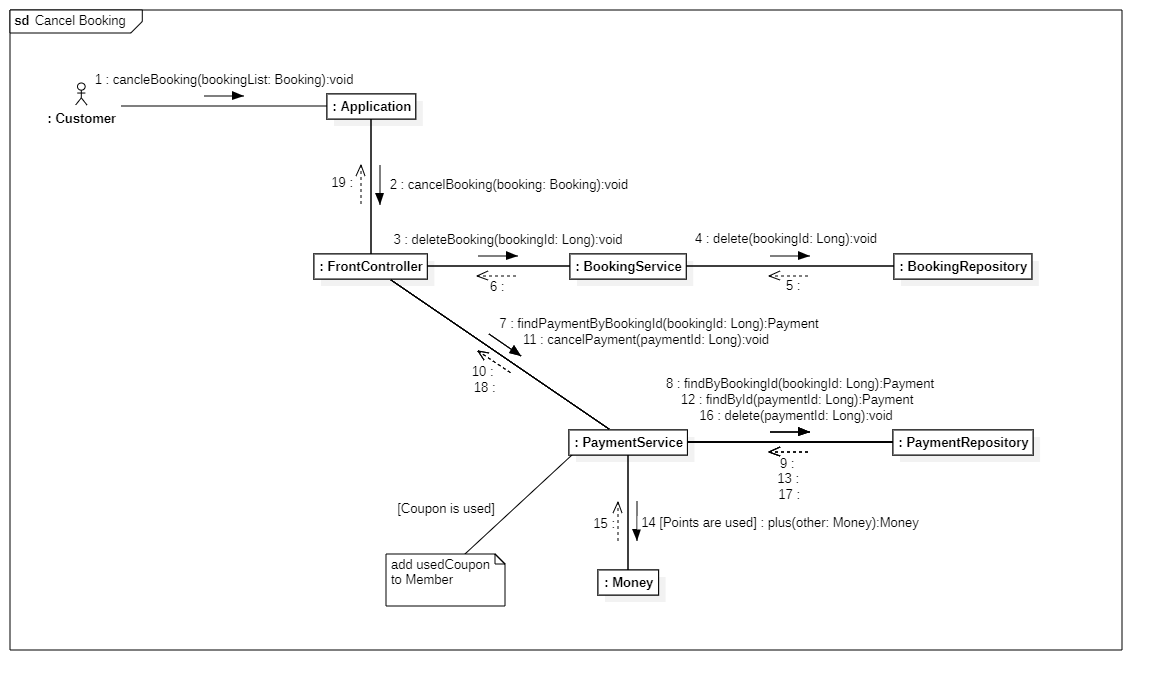 sd Cancel Booking
1 : cancleBooking(bookingList: Booking):void
: Customer
: Application
19 :
2 : cancelBooking(booking: Booking):void
3 : deleteBooking(bookingId: Long):void
4 : delete(bookingId: Long):void
: FrontController
: BookingService
: BookingRepository
6 :
5 :
7 : findPaymentByBookingId(bookingId: Long):Payment
11 : cancelPayment(paymentId: Long):void
10 :
18 :
8 : findByBookingId(bookingId: Long):Payment
12 : findById(paymentId: Long):Payment
16 : delete(paymentId: Long):void
: PaymentService
: PaymentRepository
9 :
13 :
17 :
[Coupon is used]
15 :
14 [Points are used] : plus(other: Money):Money
add usedCoupon
to Member
: Money